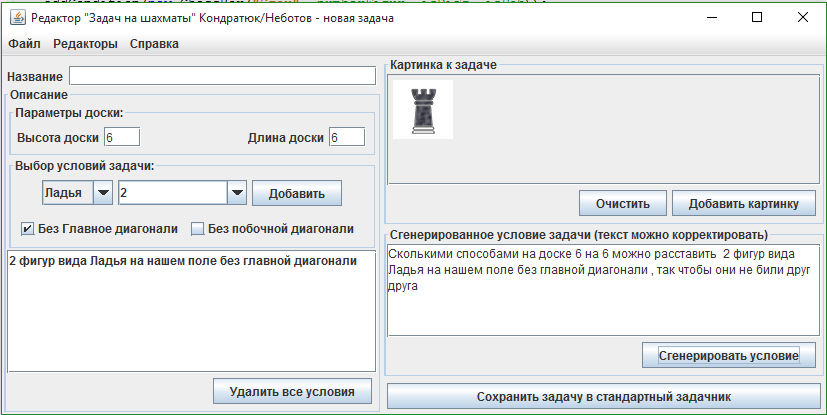 Редактор "Задач на шахматы" Кондратюк/Неботов - новая задача
Файл Редакторы Справка
Название
Описание
Параметры доски:
Высота доски 6 Длина доски 6
Выбор условий задачи:
Ладья 2 Добавить
Без Главное диагонали Без побочной диагонали
2 фигур вида Ладья на нашем поле без главной диагонали
Удалить все условия
Картинка к задаче
Очистить Добавить картинку
Сгенерированное условие задачи (текст можно корректировать)
Сколькими способами на доске 6 на 6 можно расставить 2 фигур вида
Ладья на нашем поле без главной диагонали , так чтобы они не били друг
друга
Сгенерировать условие
Сохранить задачу в стандартный задачник